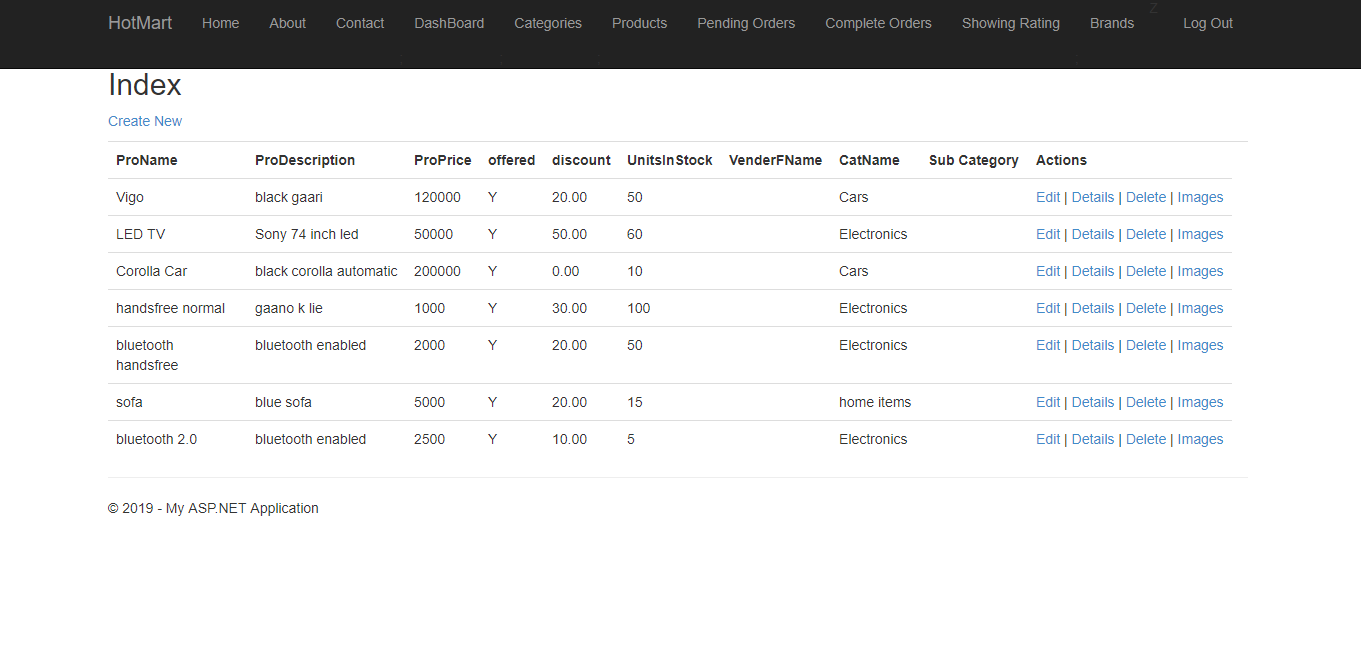 HotMart Home About Contact DashBoard Categories Products Pending Orders Complete Orders Showing Rating Brands Z Log Out
Index
Create New
ProName ProDescription ProPrice offered discount UnitsInStock VenderFName CatName Sub Category Actions
Vigo black gaari 120000 Y 20.00 50 Cars Edit | Details | Delete | Images
LED TV Sony 74 inch led 50000 Y 50.00 60 Electronics Edit | Details | Delete | Images
Corolla Car black corolla automatic 200000 Y 0.00 10 Cars Edit | Details | Delete | Images
handsfree normal gaano k lie 1000 Y 30.00 100 Electronics Edit | Details | Delete | Images
bluetooth bluetooth enabled 2000 Y 20.00 50 Electronics Edit | Details | Delete | Images
handsfree
sofa blue sofa 5000 Y 20.00 15 home items Edit | Details | Delete | Images
bluetooth 2.0 bluetooth enabled 2500 Y 10.00 5 Electronics Edit | Details | Delete | Images
© 2019 - My ASP.NET Application